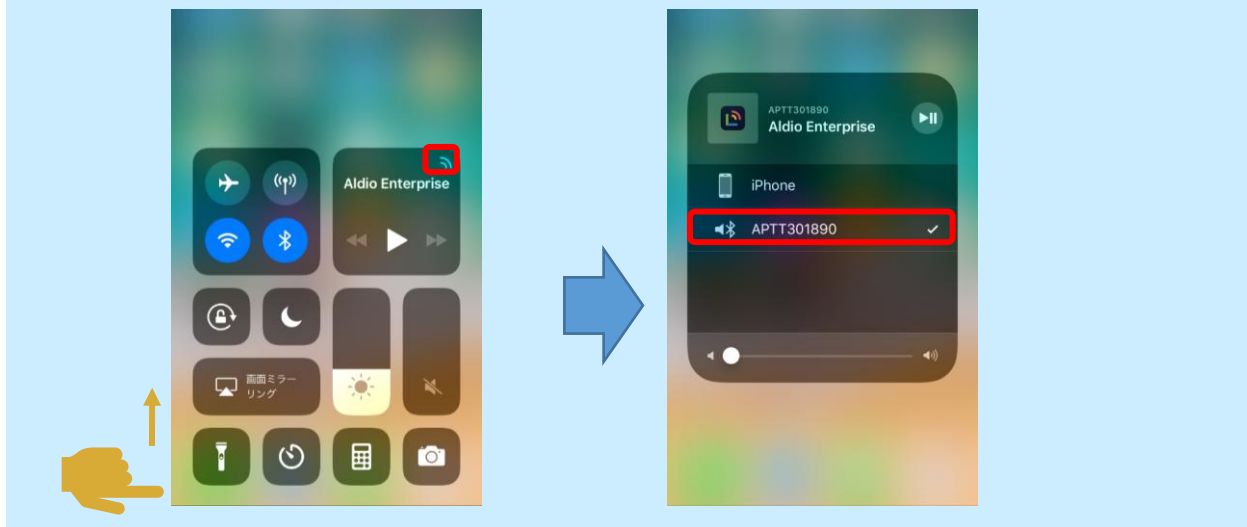 Aldio Enterprise
画面ミラー
リング
APTT301890
Aldio Enterprise
iPhone
APTT301890